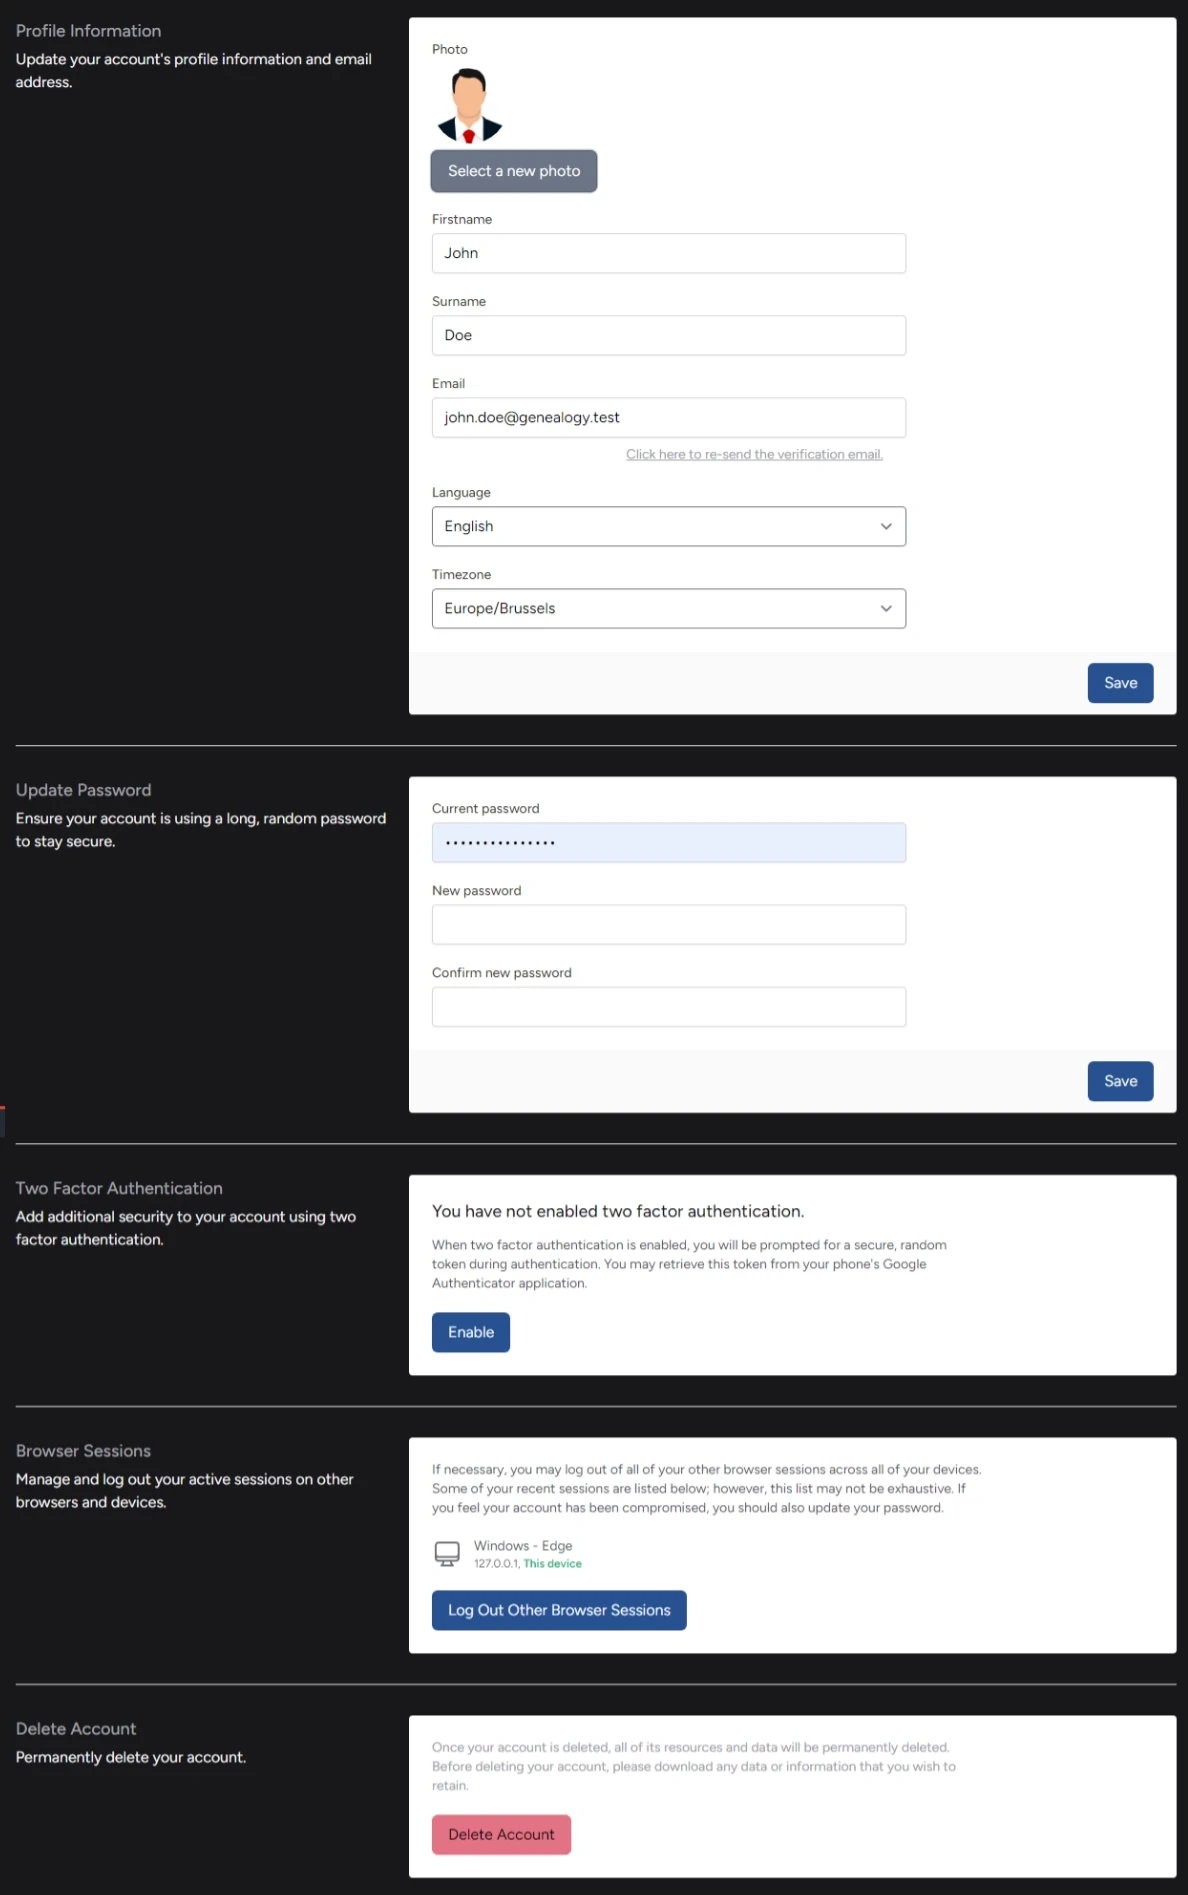 Profile Information
Update your account's profile information and email
address.
Photo
Select a new photo
Firstname
John
Surname
Doe
Email
john.doe@genealogy.test
Click here to re-send the verification email.
Language
English
Timezone
Europe/Brussels
Save
Update Password
Ensure your account is using a long, random password
to stay secure.
Current password
•••••••••••••••
New password
Confirm new password
Save
Two Factor Authentication
Add additional security to your account using two
factor authentication.
You have not enabled two factor authentication.
When two factor authentication is enabled, you will be prompted for a secure, random
token during authentication. You may retrieve this token from your phone's Google
Authenticator application.
Enable
Browser Sessions
Manage and log out your active sessions on other
browsers and devices.
If necessary, you may log out of all of your other browser sessions across all of your devices.
Some of your recent sessions are listed below; however, this list may not be exhaustive. If
you feel your account has been compromised, you should also update your password.
Windows - Edge
127.0.0.1, This device
Log Out Other Browser Sessions
Delete Account
Permanently delete your account.
Once your account is deleted, all of its resources and data will be permanently deleted.
Before deleting your account, please download any data or information that you wish to
retain.
Delete Account